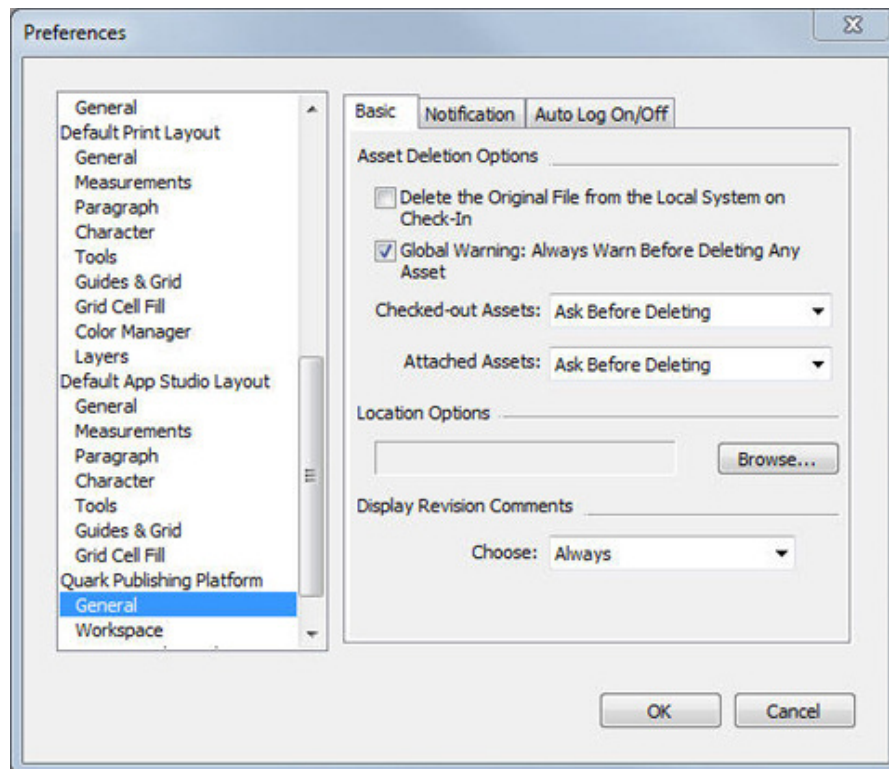 Preferences
General
Default Print Layout
General
Measurements
Paragraph
Character
Tools
Guides & Grid
Grid Cell Fill
Color Manager
Layers
Default App Studio Layout
General
Measurements
Paragraph
Character
Tools
Guides & Grid
Grid Cell Fill
Quark Publishing Platform
General
Workspace
Basic Notification Auto Log On/Off
Asset Deletion Options
Delete the Original File from the Local System on
Check-In
Global Warning: Always Warn Before Deleting Any
Asset
Checked-out Assets: Ask Before Deleting
Attached Assets: Ask Before Deleting
Location Options
Browse...
Display Revision Comments
Choose: Always
OK Cancel